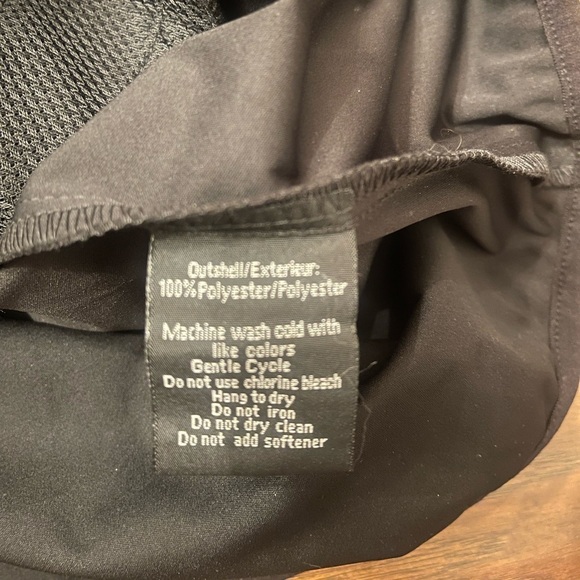 Outshell/Exterieur:
100%Polyester/Polyester
Machine wash cold with
like colors
Gentle Cycle
Do not use chlorine bleach
Hang to dry
Do not iron
Do not dry clean
Do not add softener